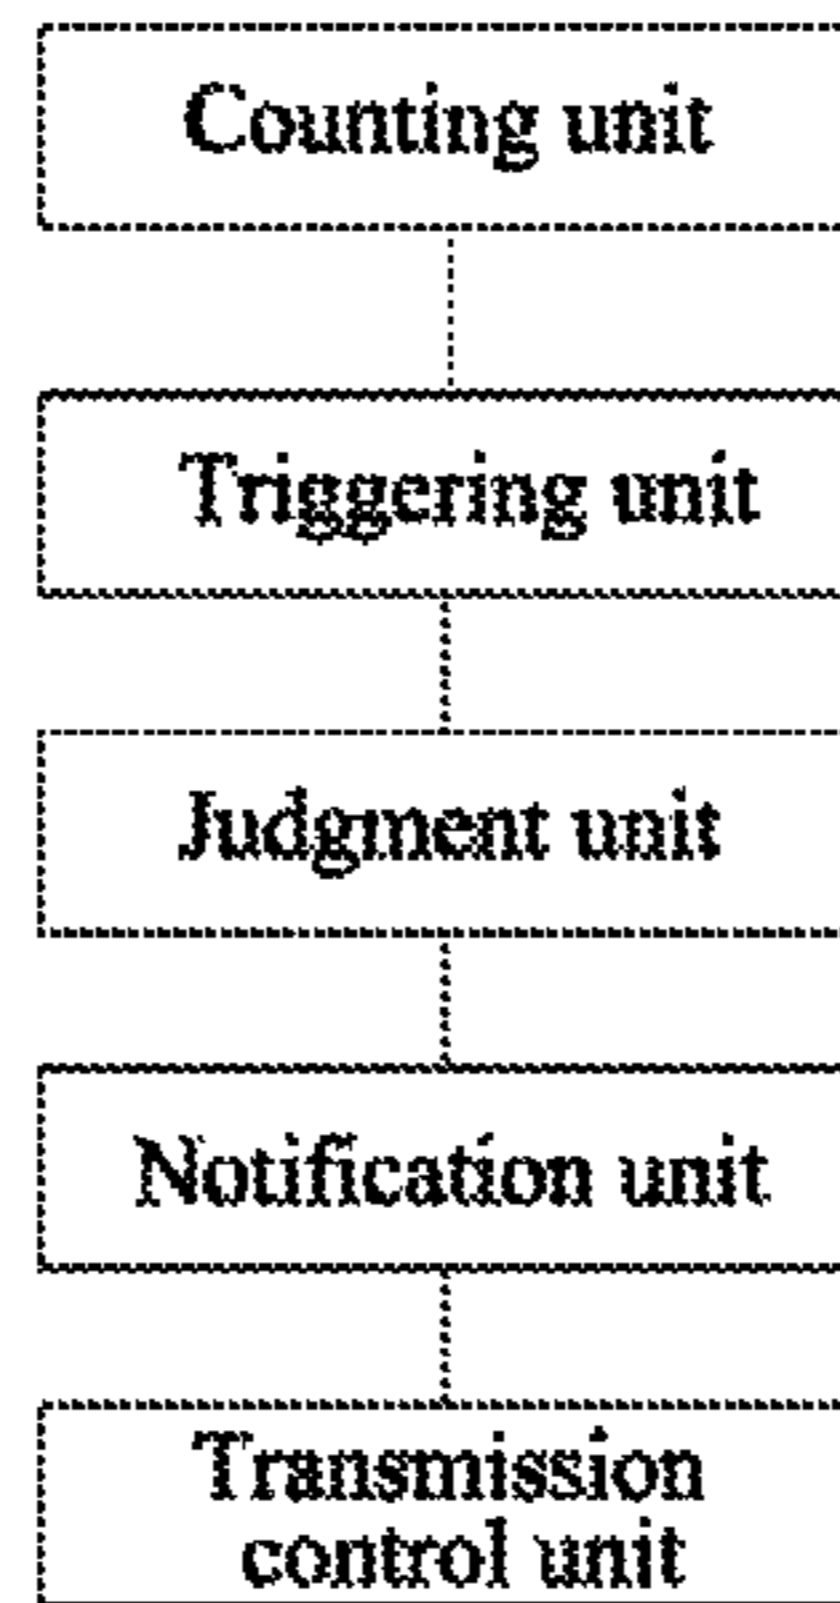 Counting unit
Triggering unit
Judgment unit
Notification unit
Transmission
control unit